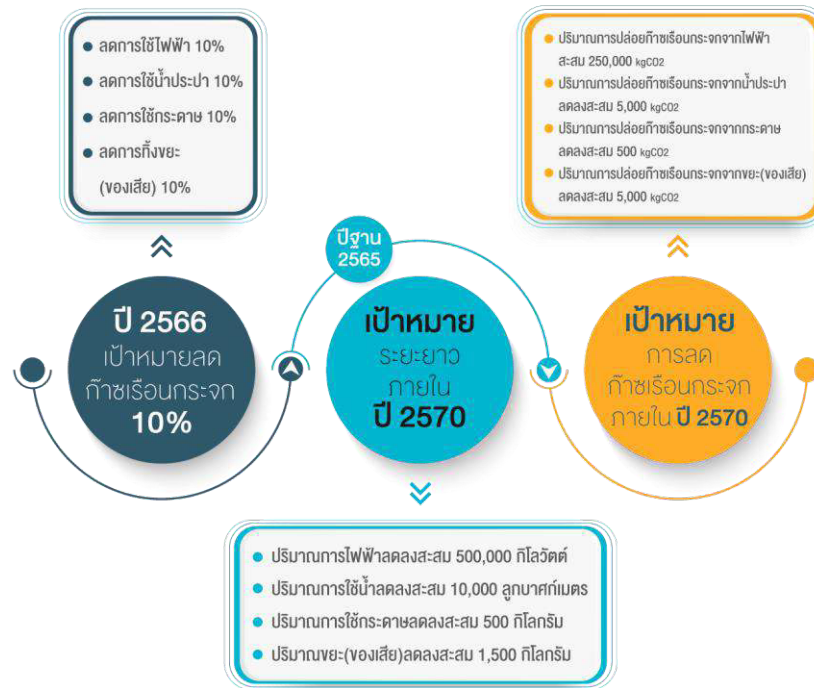 ● ลดการใช้ไฟฟ้า 10%
● ลดการใช้น้ำประปา 10%
● ลดการใช้กระดาษ 10%
● ลดการทิ้งขยะ
(ของเสีย) 10%
ปี 2566
เป้าหมายลด
ก๊าซเรือนกระจก
10%
ปีฐาน
2565
เป้าหมาย
ระยะยาว
ภายใน
ปี 2570
● ปริมาณการไฟฟ้าลดลงสะสม 500,000 กิโลวัตต์
● ปริมาณการใช้น้ำลดลงสะสม 10,000 ลูกบาศก์เมตร
● ปริมาณการใช้กระดาษลดลงสะสม 500 กิโลกรัม
● ปริมาณขยะ(ของเสีย)ลดลงสะสม 1,500 กิโลกรัม
● ปริมาณการปล่อยก๊าซเรือนกระจกจากไฟฟ้า
สะสม 250,000 kgCO2
● ปริมาณการปล่อยก๊าซเรือนกระจกจากน้ำประปา
ลดลงสะสม 5,000 kgCO2
● ปริมาณการปล่อยก๊าซเรือนกระจกจากกระดาษ
ลดลงสะสม 500 kgCO2
● ปริมาณการปล่อยก๊าซเรือนกระจกจากขยะ(ของเสีย)
ลดลงสะสม 5,000 kgCO2
เป้าหมาย
การลด
ก๊าซเรือนกระจก
ภายใน ปี 2570